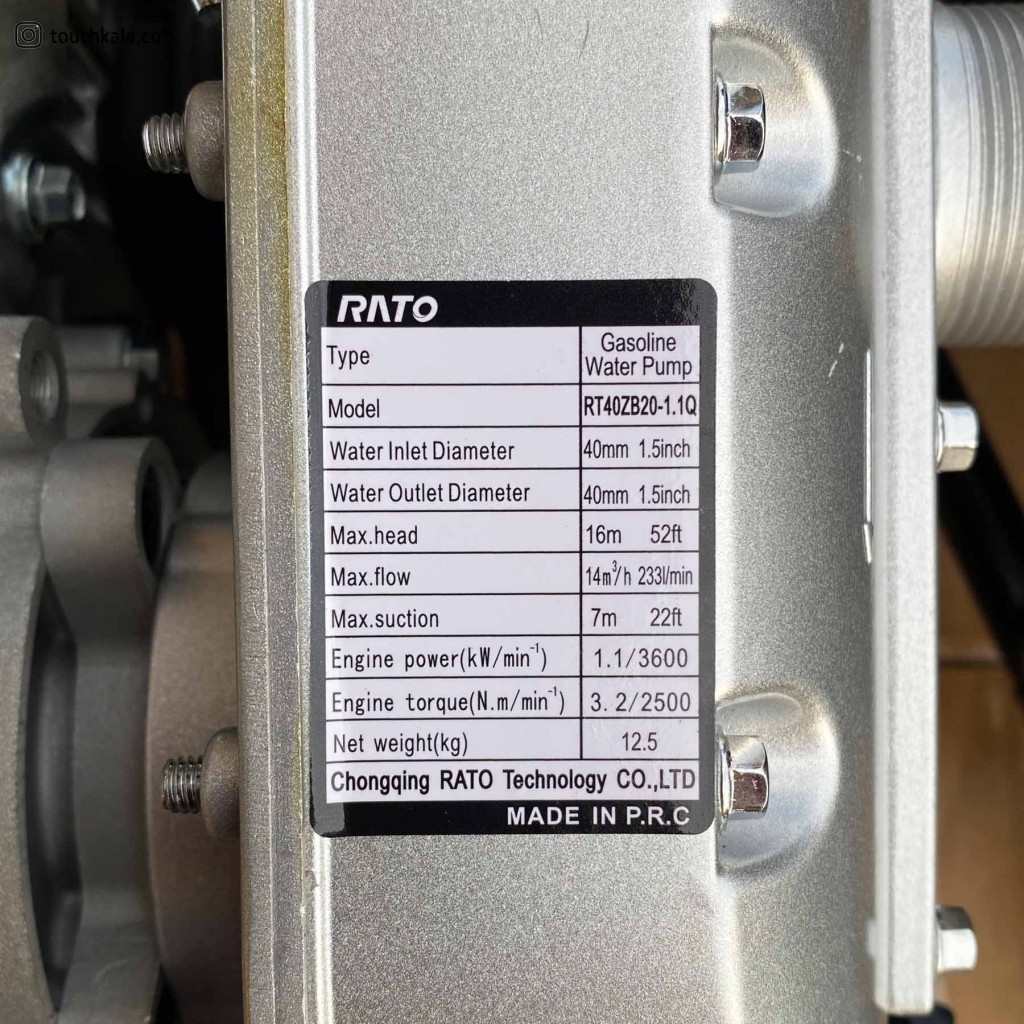 touchkala.co
RATO
Type Gasoline Water Pump
Model RT40ZB20-1.1Q
Water Inlet Diameter 40mm 1.5inch
Water Outlet Diameter 40mm 1.5inch
Max.head 16m 52ft
Max.flow 14m³/h 233l/min
Max.suction 7m 22ft
Engine power(kW/min⁻¹) 1.1/3600
Engine torque(N.m/min⁻¹) 3.2/2500
Net weight(kg) 12.5
Chongqing RATO Technology CO.,LTD
MADE IN P.R.C